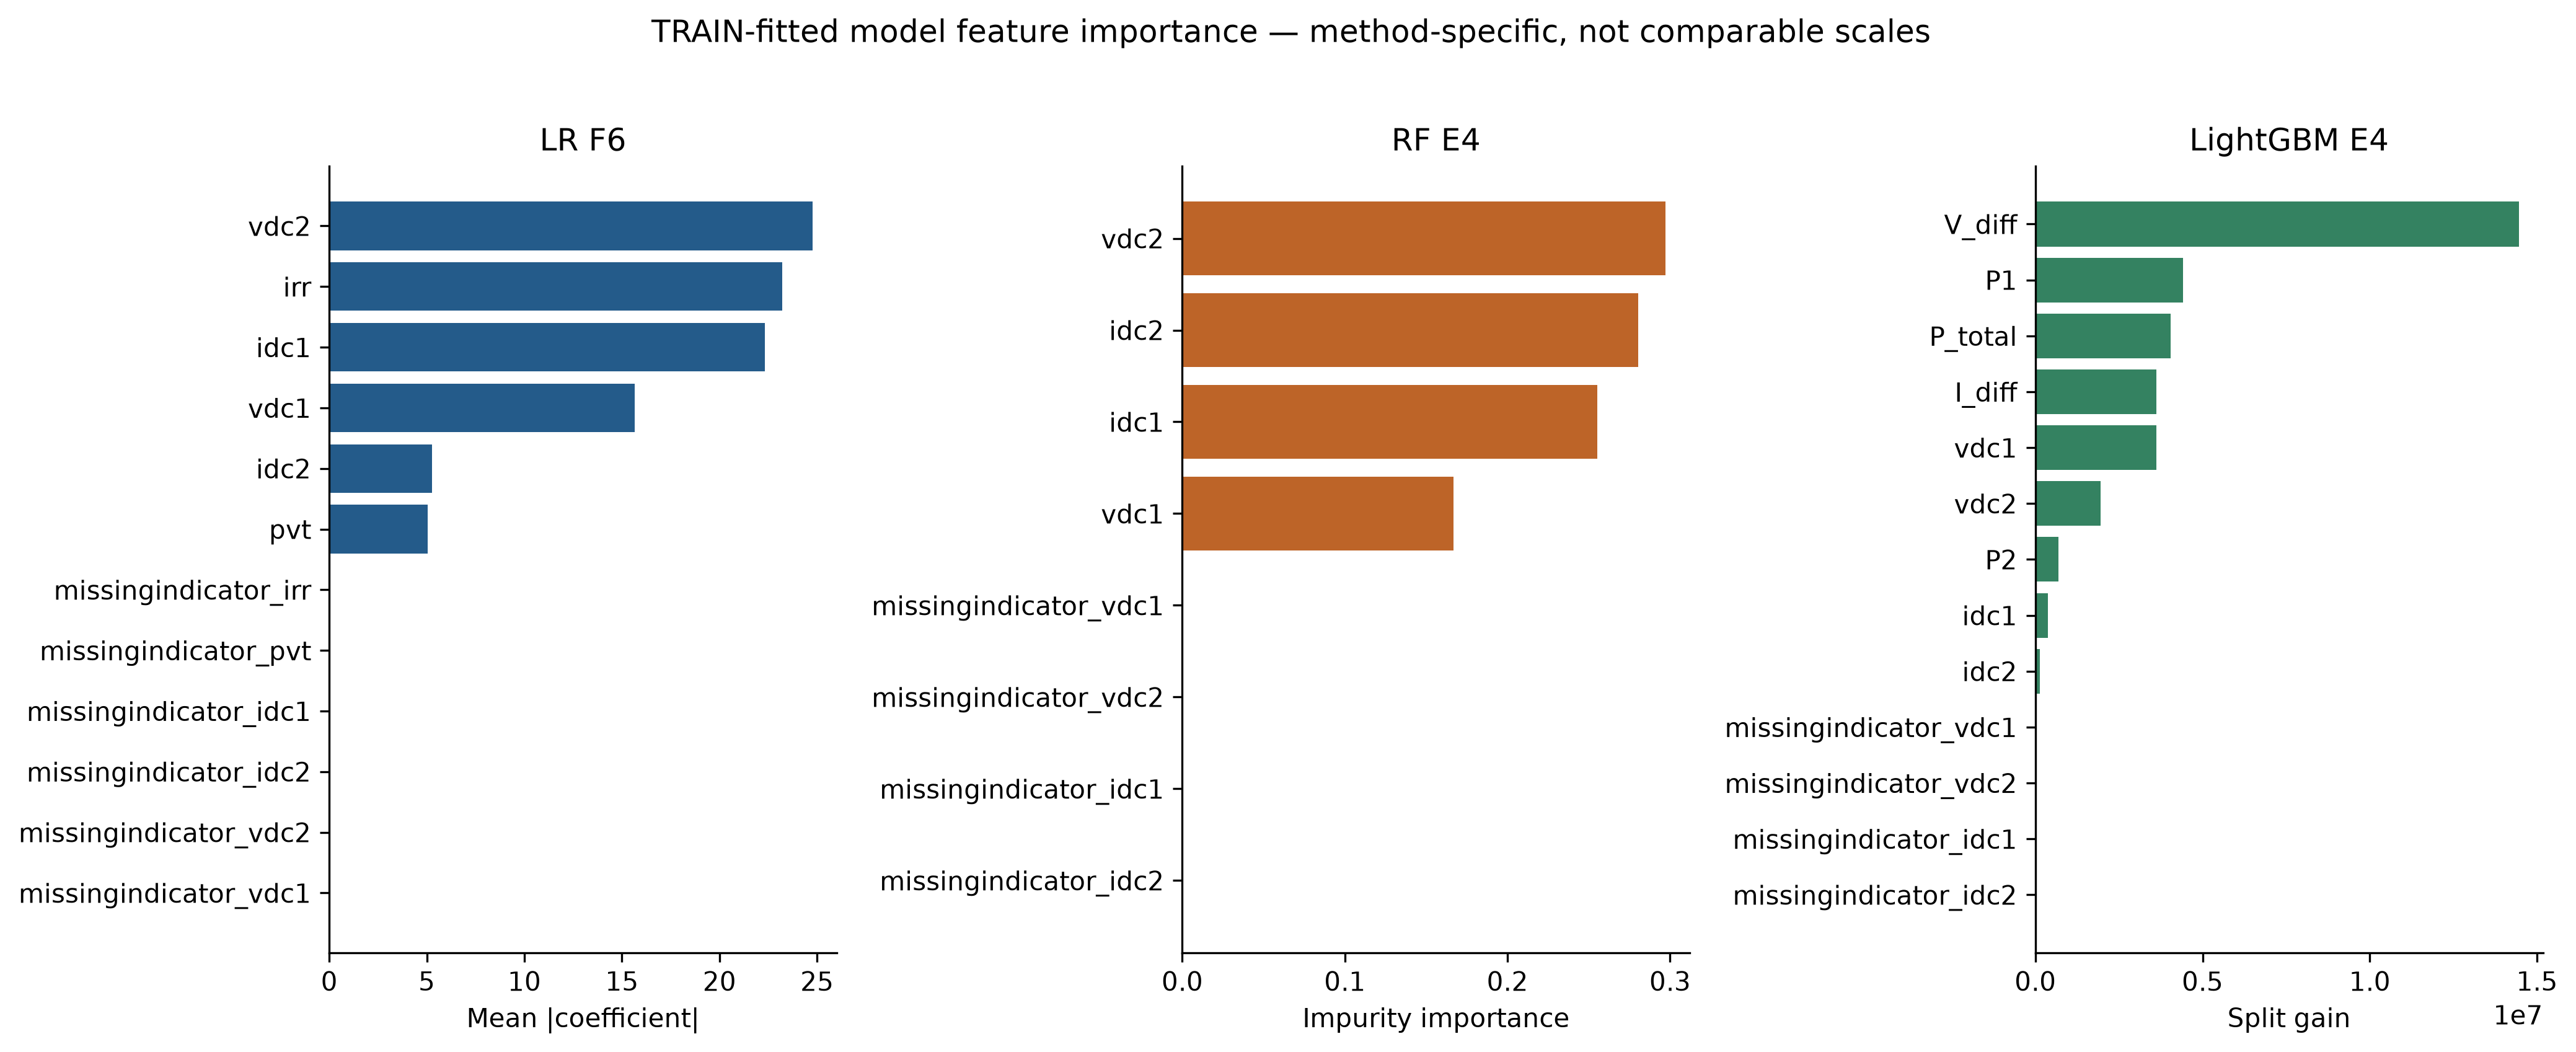 TRAIN-fitted model feature importance — method-specific, not comparable scales
LR F6
vdc2
irr
idc1
vdc1
idc2
pvt
missingindicator_irr
missingindicator_pvt
missingindicator_idc1
missingindicator_idc2
missingindicator_vdc2
missingindicator_vdc1
0 5 10 15 20 25
Mean |coefficient|
RF E4
vdc2
idc2
idc1
vdc1
missingindicator_vdc1
missingindicator_vdc2
missingindicator_idc1
missingindicator_idc2
0.0 0.1 0.2 0.3
Impurity importance
LightGBM E4
V_diff
P1
P_total
I_diff
vdc1
vdc2
P2
idc1
idc2
missingindicator_vdc1
missingindicator_vdc2
missingindicator_idc1
missingindicator_idc2
0.0 0.5 1.0 1.5
1e7
Split gain